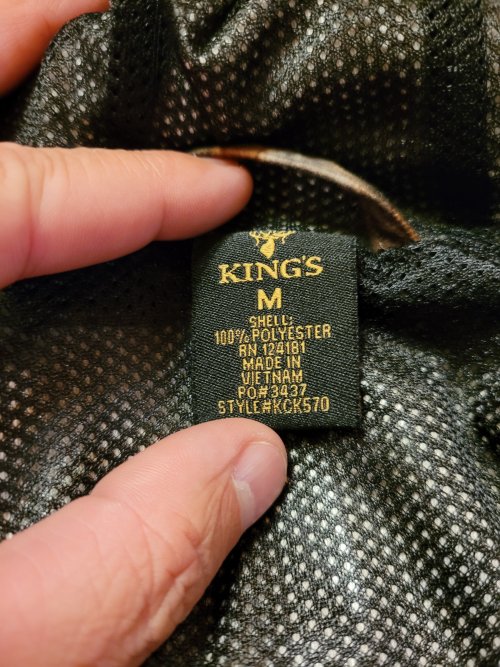 KING'S
M
SHELL:
100% POLYESTER
RN 124181
MADE IN
VIETNAM
PO#3437
STYLE#KCK570